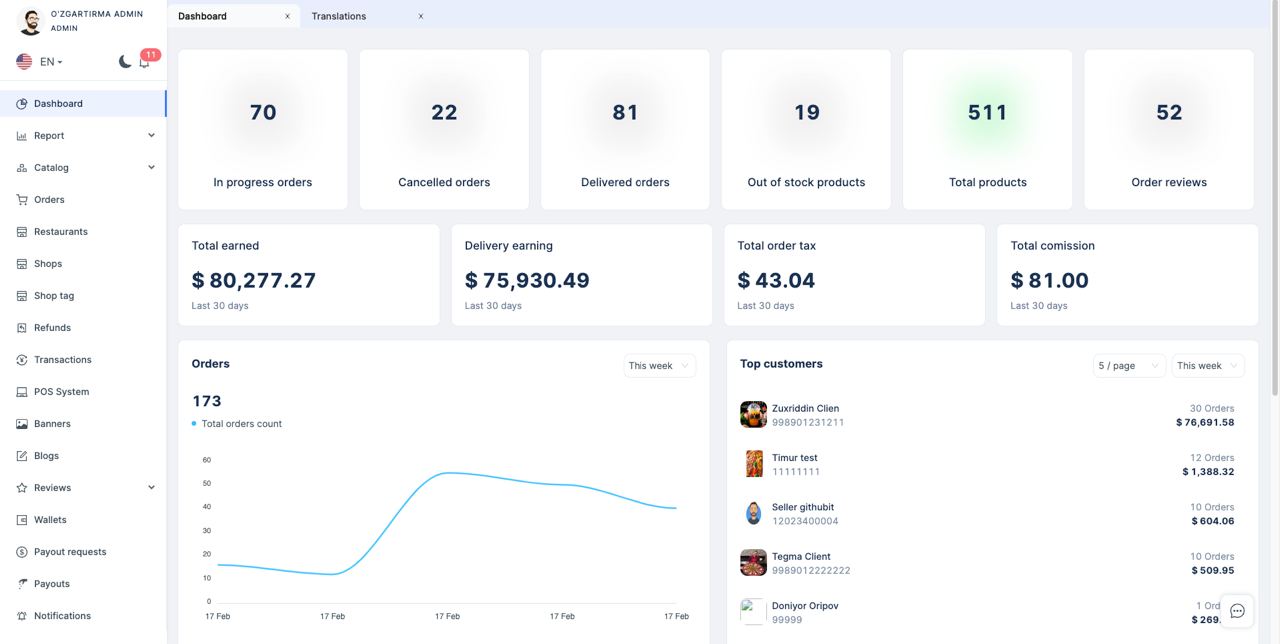 O'ZGARTIRMA ADMIN
ADMIN
EN
11
Dashboard
Report
Catalog
Orders
Restaurants
Shops
Shop tag
Refunds
Transactions
POS System
Banners
Blogs
Reviews
Wallets
Payout requests
Payouts
Notifications
Dashboard x
Translations x
70
In progress orders
22
Cancelled orders
81
Delivered orders
19
Out of stock products
511
Total products
52
Order reviews
Total earned
$ 80,277.27
Last 30 days
Delivery earning
$ 75,930.49
Last 30 days
Total order tax
$ 43.04
Last 30 days
Total comission
$ 81.00
Last 30 days
Orders
This week
173
Total orders count
60
50
40
30
20
10
0
17 Feb 17 Feb 17 Feb 17 Feb 17 Feb
Top customers
5 / page
This week
Zuxriddin Clien
998901231211
30 Orders
$ 76,691.58
Timur test
11111111
12 Orders
$ 1,388.32
Seller githubit
12023400004
10 Orders
$ 604.06
Tegma Client
9989012222222
10 Orders
$ 509.95
Doniyor Oripov
99999
1 Ord
$ 269.